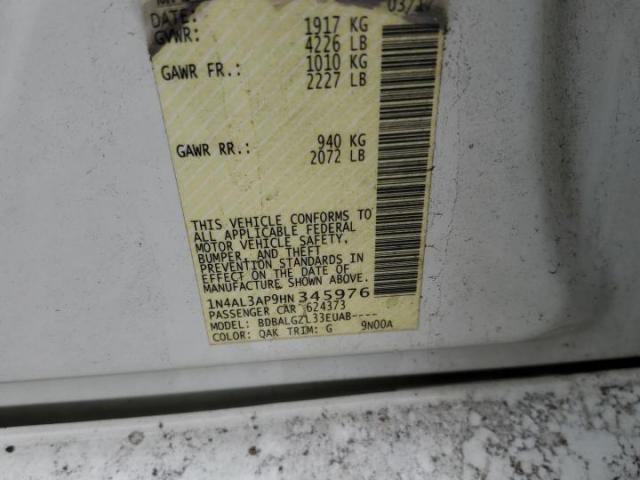 DATE: 03/17
GVWR: 1917 KG
4226 LB
GAWR FR.: 1010 KG
2227 LB
GAWR RR.: 940 KG
2072 LB
THIS VEHICLE CONFORMS TO
ALL APPLICABLE FEDERAL
MOTOR VEHICLE SAFETY,
BUMPER, AND THEFT
PREVENTION STANDARDS IN
EFFECT ON THE DATE OF
MANUFACTURE SHOWN ABOVE.
1N4AL3AP9HN345976
PASSENGER CAR 624373
MODEL: BDBALGZL33EUAB----
COLOR: QAK TRIM: G 9N00A